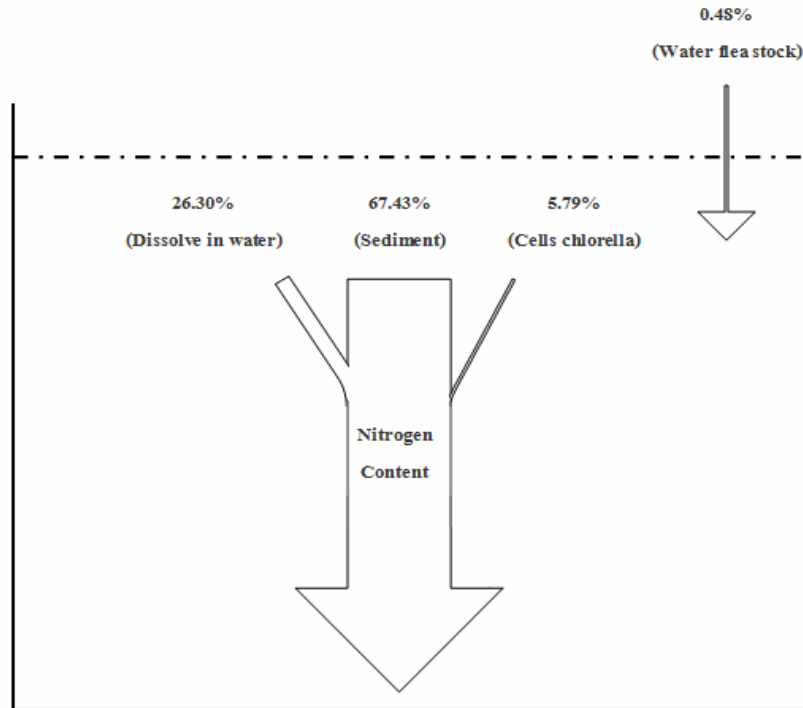 0.48%
(Water flea stock)
26.30%
(Dissolve in water)
67.43%
(Sediment)
5.79%
(Cells chlorella)
Nitrogen
Content